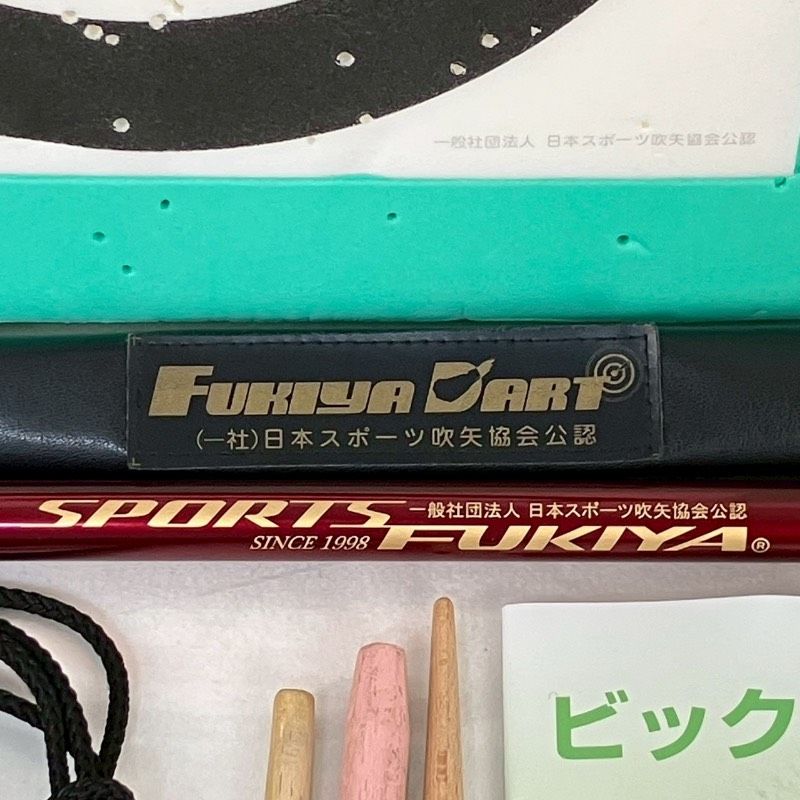 一般社団法人 日本スポーツ吹矢協会公認
FUKIYA DART
(一社)日本スポーツ吹矢協会公認
SPORTS 一般社団法人 日本スポーツ吹矢協会公認
SINCE 1998 FUKIYA®
ビック